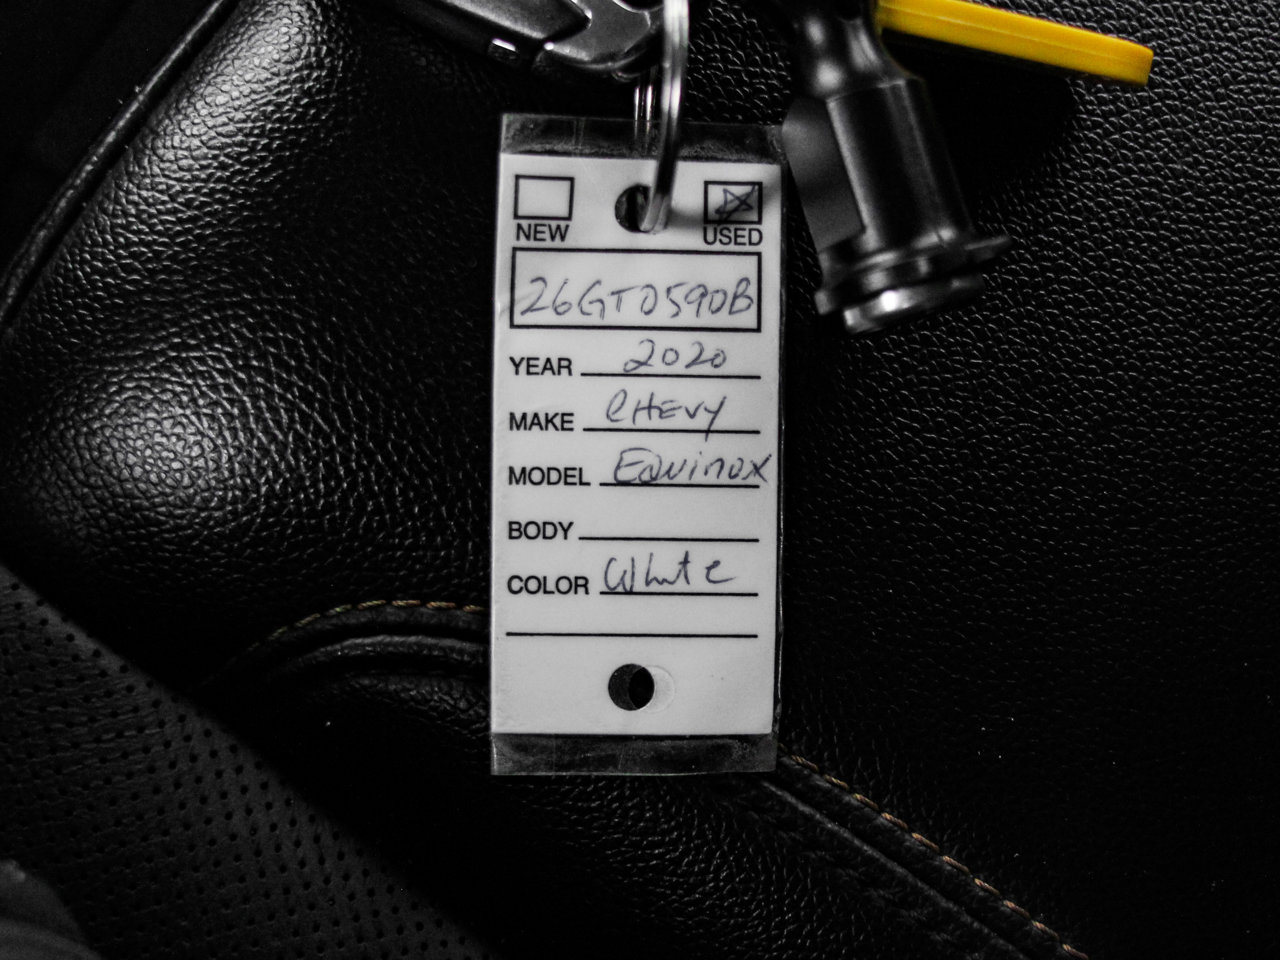 NEW USED
26GT0590B
YEAR 2020
MAKE CHEVY
MODEL EQUINOX
BODY
COLOR White